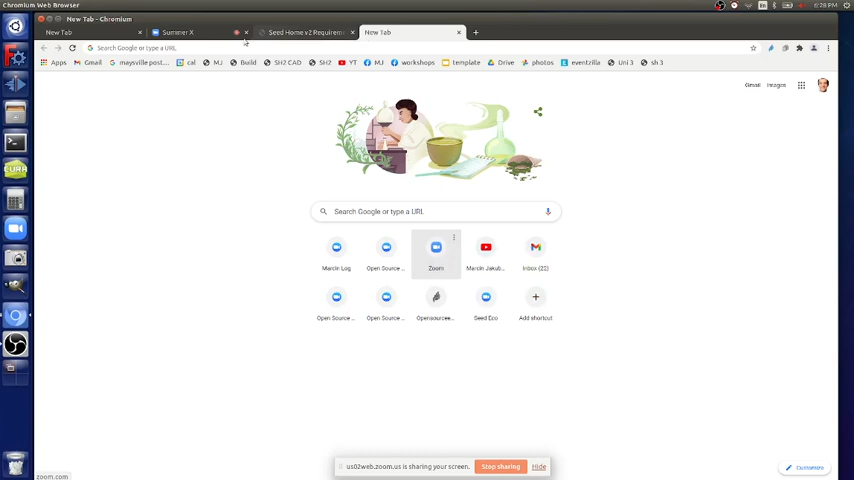 Chromium Web Browser
En
6:28 PM
New Tab - Chromium
New Tab
Summer X
Seed Home v2 Requireme
New Tab
Search Google or type a URL
Apps
Gmail
maysville post...
cal
MJ
Build
SH2 CAD
SH2
YT
MJ
workshops
template
Drive
photos
eventzilla
Uni 3
sh 3
Gmail
Images
Search Google or type a URL
Marcin Log
Open Source ...
Zoom
Marcin Jakub...
Inbox (22)
Open Source ...
Open Source ...
Opensourcee...
Seed Eco
Add shortcut
us02web.zoom.us is sharing your screen.
Stop sharing
Hide
Customize
zoom.com